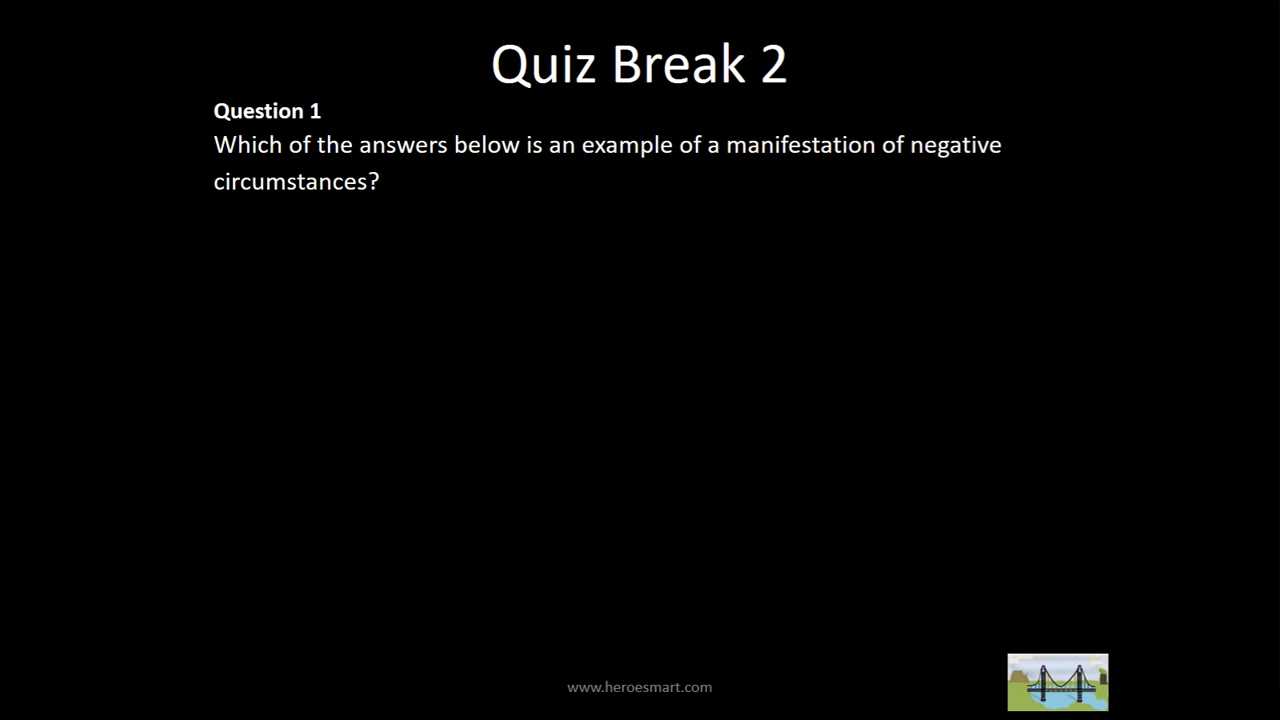 Quiz Break 2
Question 1
Which of the answers below is an example of a manifestation of negative
circumstances?
www.heroesmart.com